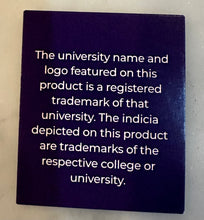 The university name and
logo featured on this
product is a registered
trademark of that
university. The indicia
depicted on this product
are trademarks of the
respective college or
university.